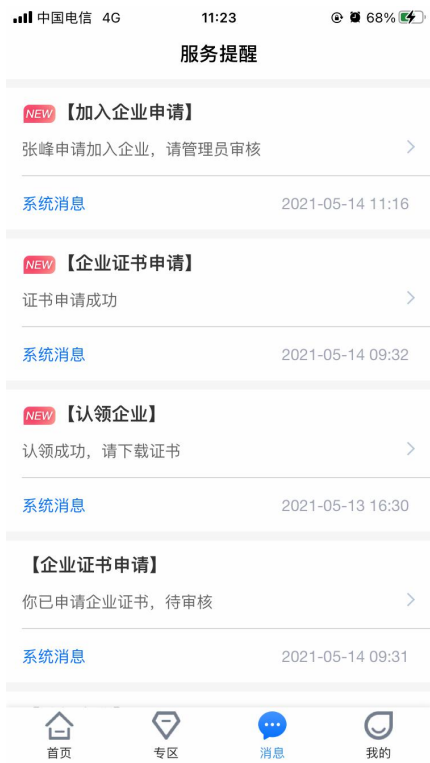 中国电信 4G 11:23 68%
服务提醒
NEW 【加入企业申请】
张峰申请加入企业，请管理员审核
系统消息 2021-05-14 11:16
NEW 【企业证书申请】
证书申请成功
系统消息 2021-05-14 09:32
NEW 【认领企业】
认领成功，请下载证书
系统消息 2021-05-13 16:30
【企业证书申请】
你已申请企业证书，待审核
系统消息 2021-05-14 09:31
首页 专区 消息 我的